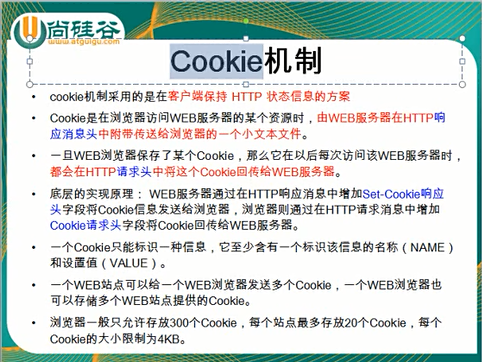 尚硅谷
www.atguigu.com
Cookie机制
• cookie机制采用的是在客户端保持 HTTP 状态信息的方案
• Cookie是在浏览器访问WEB服务器的某个资源时，由WEB服务器在HTTP响
应消息头中附带传送给浏览器的一个小文本文件。
• 一旦WEB浏览器保存了某个Cookie，那么它在以后每次访问该WEB服务器时，
都会在HTTP请求头中将这个Cookie回传给WEB服务器。
• 底层的实现原理： WEB服务器通过在HTTP响应消息中增加Set-Cookie响应
头字段将Cookie信息发送给浏览器，浏览器则通过在HTTP请求消息中增加
Cookie请求头字段将Cookie回传给WEB服务器。
• 一个Cookie只能标识一种信息，它至少含有一个标识该信息的名称（NAME）
和设置值（VALUE）。
• 一个WEB站点可以给一个WEB浏览器发送多个Cookie，一个WEB浏览器也
可以存储多个WEB站点提供的Cookie。
• 浏览器一般只允许存放300个Cookie，每个站点最多存放20个Cookie，每个
Cookie的大小限制为4KB。